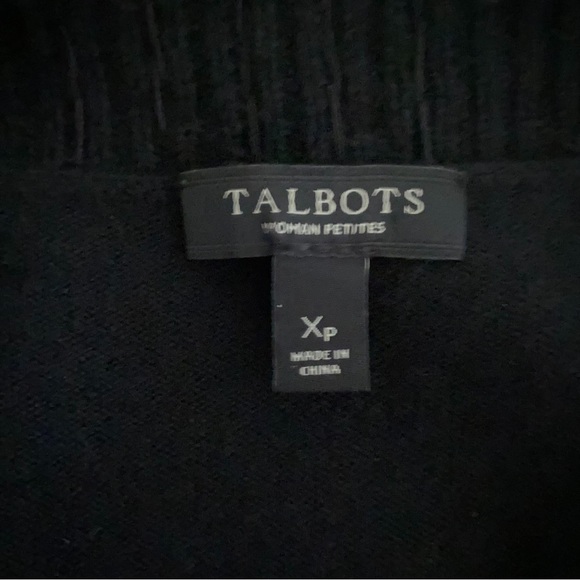 TALBOTS
WOMAN PETITES
XP
MADE IN
CHINA